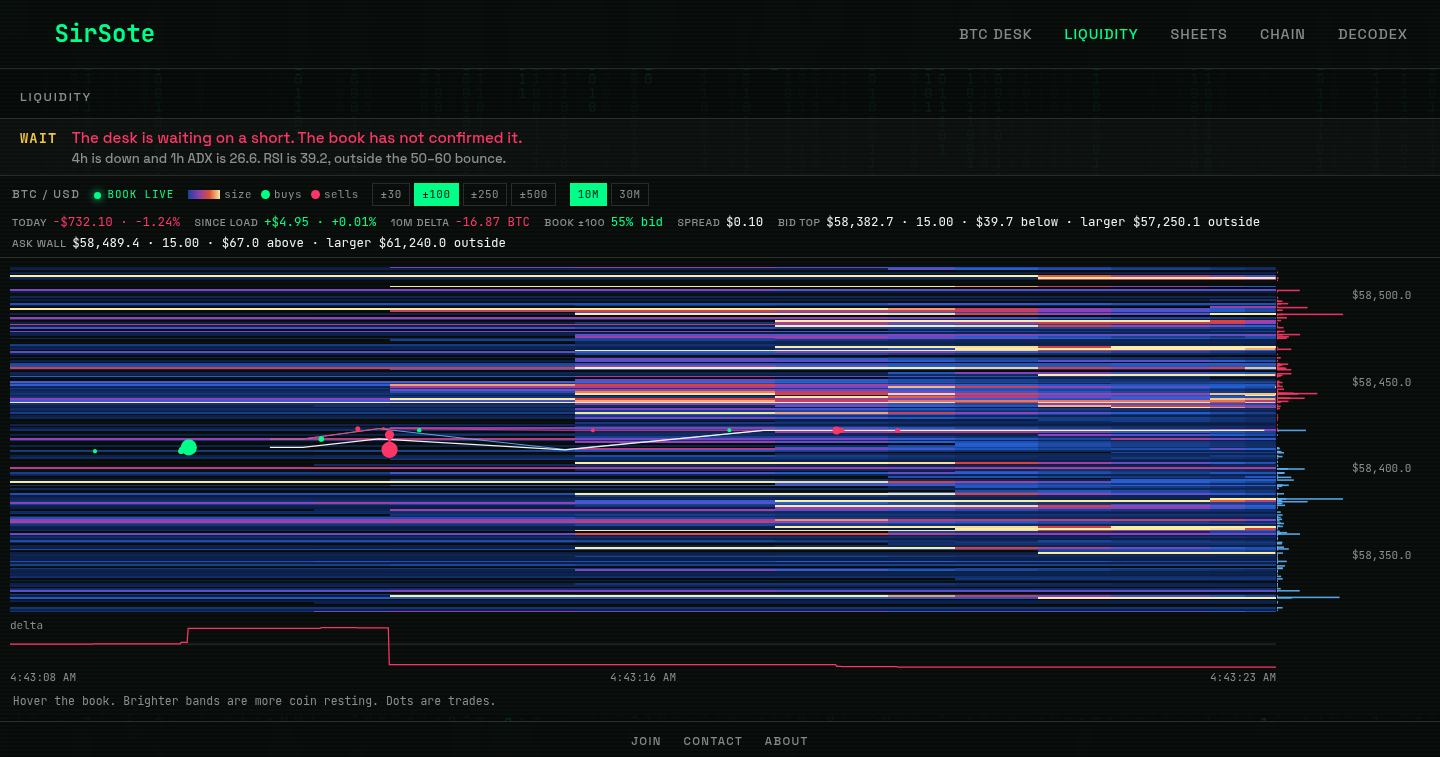 SirSote
BTC DESK LIQUIDITY SHEETS CHAIN DECODEX
LIQUIDITY
WAIT The desk is waiting on a short. The book has not confirmed it.
4h is down and 1h ADX is 26.6. RSI is 39.2, outside the 50–60 bounce.
BTC / USD BOOK LIVE size buys sells ±30 ±100 ±250 ±500 10M 30M
TODAY -$732.10 · -1.24% SINCE LOAD +$4.95 · +0.01% 10M DELTA -16.87 BTC BOOK ±100 55% bid SPREAD $0.10 BID TOP $58,382.7 · 15.00 · $39.7 below · larger $57,250.1 outside
ASK WALL $58,489.4 · 15.00 · $67.0 above · larger $61,240.0 outside
$58,500.0
$58,450.0
$58,400.0
$58,350.0
delta
4:43:08 AM 4:43:16 AM 4:43:23 AM
Hover the book. Brighter bands are more coin resting. Dots are trades.
JOIN CONTACT ABOUT